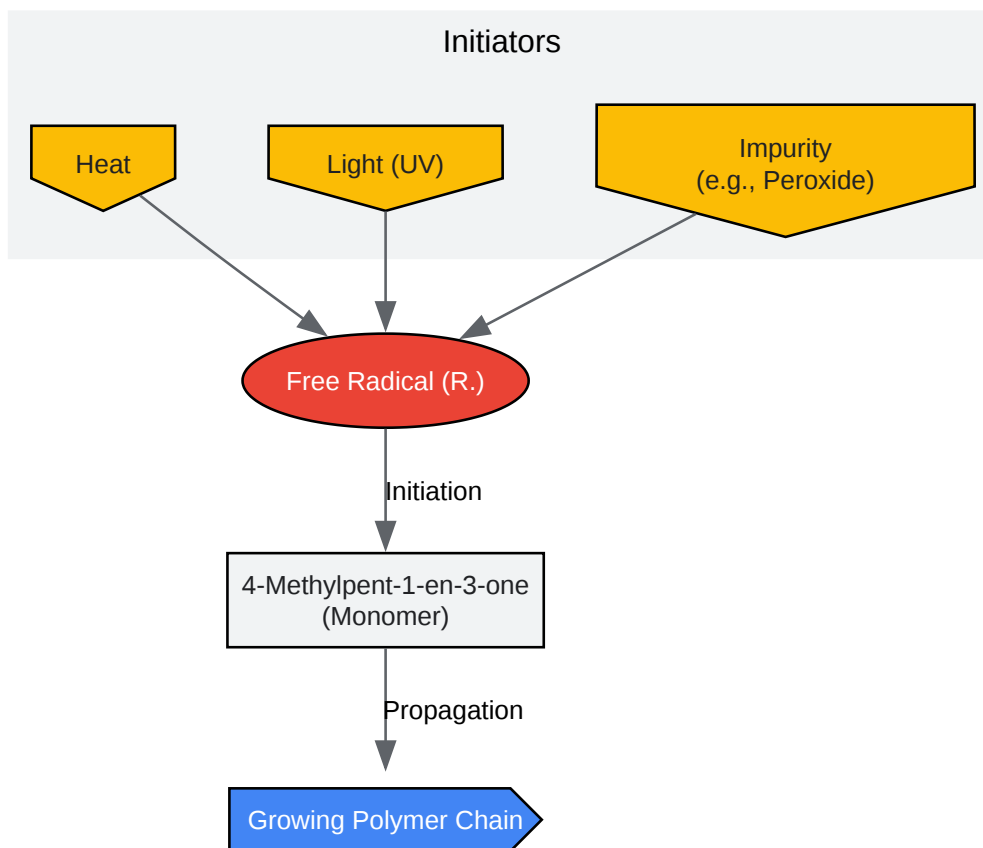 Initiators
Heat
Light (UV)
Impurity
(e.g., Peroxide)
Free Radical (R.)
Initiation
4-Methylpent-1-en-3-one
(Monomer)
Propagation
Growing Polymer Chain